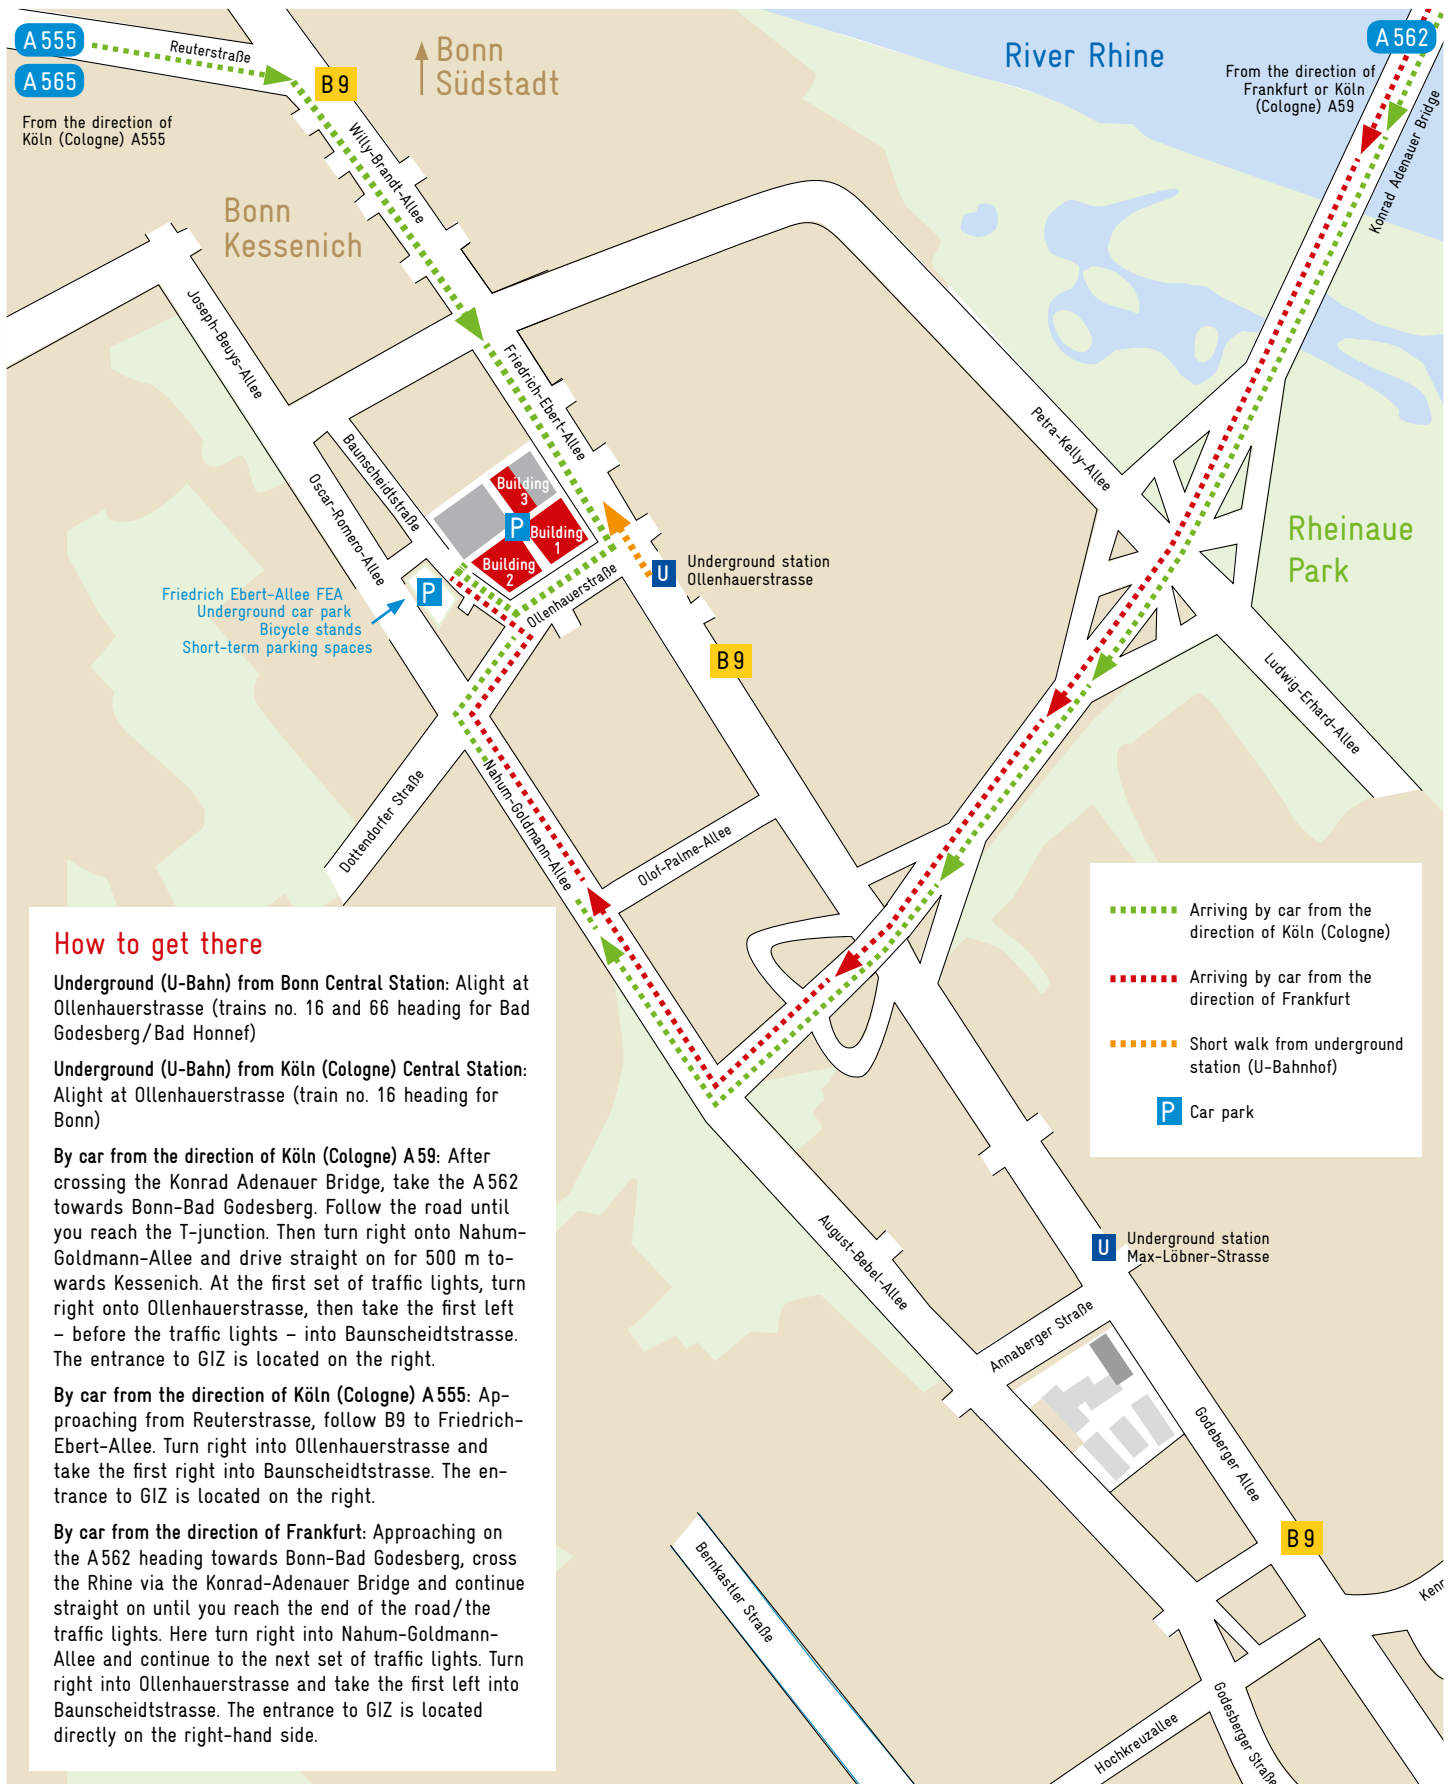 A 555
Reuterstraße
A 565
From the direction of
Köln (Cologne) A555
B 9
Bonn
Südstadt
River Rhine
A 562
From the direction of
Frankfurt or Köln
(Cologne) A59
Konrad Adenauer Bridge
Willy-Brandt-Allee
Bonn
Kessenich
Joseph-Beuys-Allee
Friedrich-Ebert-Allee
Petra-Kelly-Allee
Baunscheidtstraße
Oscar-Romero-Allee
Building
3
P
Building
1
Building
2
Rheinaue
Park
U
Underground station
Ollenhauerstrasse
Ollenhauerstraße
P
Friedrich Ebert-Allee FEA
Underground car park
Bicycle stands
Short-term parking spaces
B 9
Ludwig-Erhard-Allee
Dottendorfer Straße
Nahum-Goldmann-Allee
Olof-Palme-Allee
Arriving by car from the
direction of Köln (Cologne)
Arriving by car from the
direction of Frankfurt
Short walk from underground
station (U-Bahnhof)
P Car park
How to get there
Underground (U-Bahn) from Bonn Central Station: Alight at
Ollenhauerstrasse (trains no. 16 and 66 heading for Bad
Godesberg/Bad Honnef)
Underground (U-Bahn) from Köln (Cologne) Central Station:
Alight at Ollenhauerstrasse (train no. 16 heading for
Bonn)
By car from the direction of Köln (Cologne) A 59: After
crossing the Konrad Adenauer Bridge, take the A 562
towards Bonn-Bad Godesberg. Follow the road until
you reach the T-junction. Then turn right onto Nahum-
Goldmann-Allee and drive straight on for 500 m to-
wards Kessenich. At the first set of traffic lights, turn
right onto Ollenhauerstrasse, then take the first left
– before the traffic lights – into Baunscheidtstrasse.
The entrance to GIZ is located on the right.
By car from the direction of Köln (Cologne) A 555: Ap-
proaching from Reuterstrasse, follow B9 to Friedrich-
Ebert-Allee. Turn right into Ollenhauerstrasse and
take the first right into Baunscheidtstrasse. The en-
trance to GIZ is located on the right.
By car from the direction of Frankfurt: Approaching on
the A 562 heading towards Bonn-Bad Godesberg, cross
the Rhine via the Konrad-Adenauer Bridge and continue
straight on until you reach the end of the road/the
traffic lights. Here turn right into Nahum-Goldmann-
Allee and continue to the next set of traffic lights. Turn
right into Ollenhauerstrasse and take the first left into
Baunscheidtstrasse. The entrance to GIZ is located
directly on the right-hand side.
August-Bebel-Allee
U
Underground station
Max-Löbner-Strasse
Annaberger Straße
Godeberger Allee
B 9
Bernkastler Straße
Kenn
Godesberger Straße
Hochkreuzallee